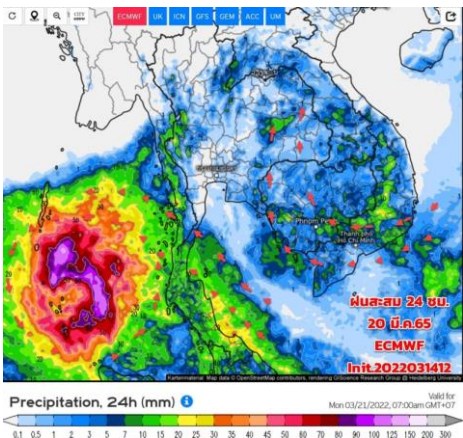 ECMWF UK ICN GFS GEM ACC UM
Phnom Penh
Thành phố
Hồ Chí Minh
ฝนสะสม 24 ชม.
20 มี.ค.65
ECMWF
Init.2022031412
Kartenmaterial: Map data © OpenStreetMap contributors, rendering GIScience Research Group @ Heidelberg University
Precipitation, 24h (mm)
Valid for
Mon 03/21/2022, 07:00am GMT+07
0.1 0.5 1 2 3 5 7 10 15 20 25 30 35 40 45 50 60 70 80 90 100 120 150 200 300